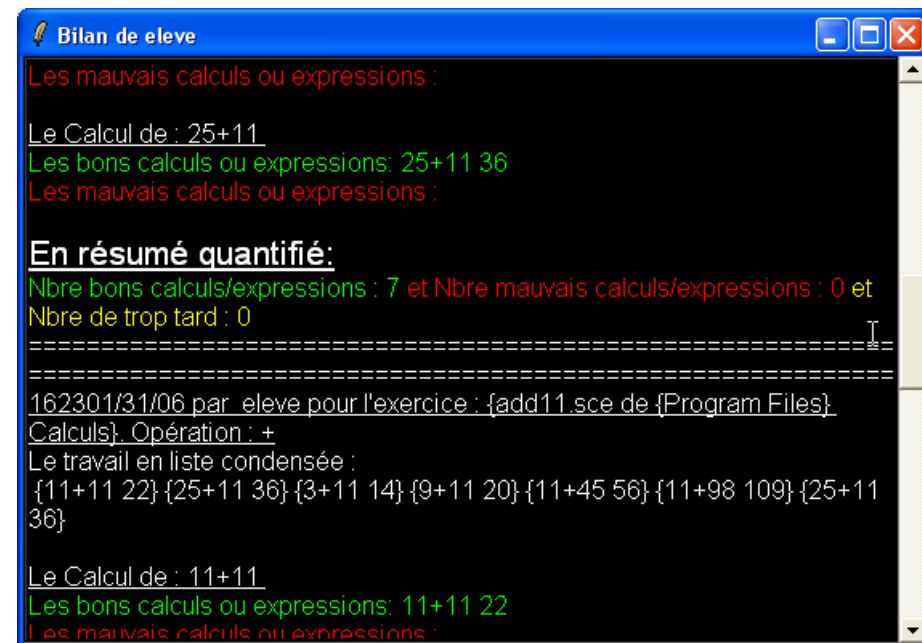 Bilan de eleve
Les mauvais calculs ou expressions :
Le Calcul de : 25+11
Les bons calculs ou expressions: 25+11 36
Les mauvais calculs ou expressions :
En résumé quantifié:
Nbre bons calculs/expressions : 7 et Nbre mauvais calculs/expressions : 0 et
Nbre de trop tard : 0
============================================================
============================================================
162301/31/06 par  eleve pour l'exercice : {add11.sce de {Program Files}
Calculs}. Opération : +
Le travail en liste condensée :
{11+11 22} {25+11 36} {3+11 14} {9+11 20} {11+45 56} {11+98 109} {25+11
36}
Le Calcul de : 11+11
Les bons calculs ou expressions: 11+11 22
Les mauvais calculs ou expressions :